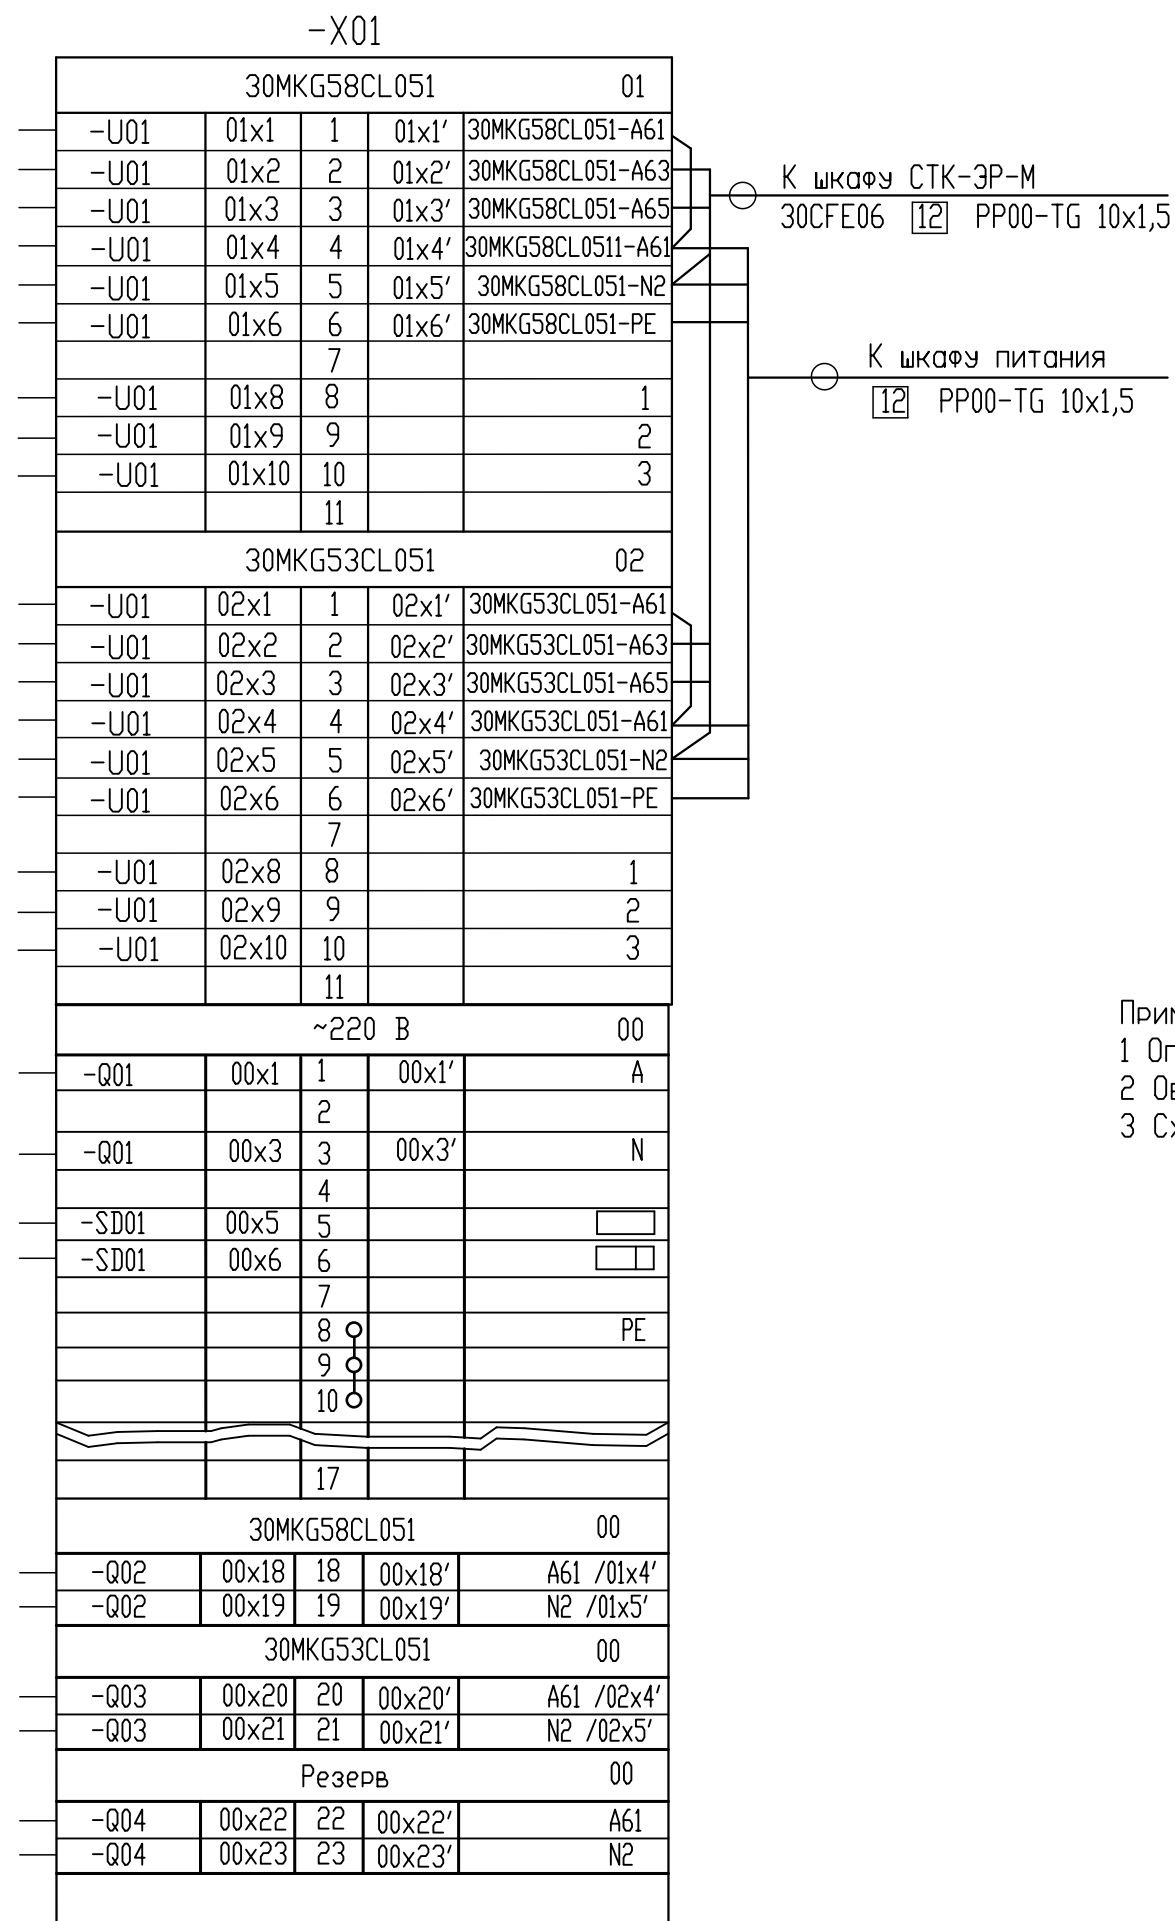 -X01
30MKG58CL051 01
-U01 01x1 1 01x1' 30MKG58CL051-A61
-U01 01x2 2 01x2' 30MKG58CL051-A63
-U01 01x3 3 01x3' 30MKG58CL051-A65
-U01 01x4 4 01x4' 30MKG58CL0511-A61
-U01 01x5 5 01x5' 30MKG58CL051-N2
-U01 01x6 6 01x6' 30MKG58CL051-PE
7
-U01 01x8 8 1
-U01 01x9 9 2
-U01 01x10 10 3
11
К шкафу СТК-ЭР-М
30CFE06 12 PP00-TG 10x1,5
К шкафу питания
12 PP00-TG 10x1,5
30MKG53CL051 02
-U01 02x1 1 02x1' 30MKG53CL051-A61
-U01 02x2 2 02x2' 30MKG53CL051-A63
-U01 02x3 3 02x3' 30MKG53CL051-A65
-U01 02x4 4 02x4' 30MKG53CL051-A61
-U01 02x5 5 02x5' 30MKG53CL051-N2
-U01 02x6 6 02x6' 30MKG53CL051-PE
7
-U01 02x8 8 1
-U01 02x9 9 2
-U01 02x10 10 3
11
~220 В 00
-Q01 00x1 1 00x1' A
2
-Q01 00x3 3 00x3' N
4
-SD01 00x5 5
-SD01 00x6 6
7
8 PE
9
10
17
30MKG58CL051 00
-Q02 00x18 18 00x18' A61 /01x4'
-Q02 00x19 19 00x19' N2 /01x5'
30MKG53CL051 00
-Q03 00x20 20 00x20' A61 /02x4'
-Q03 00x21 21 00x21' N2 /02x5'
Резерв 00
-Q04 00x22 22 00x22' A61
-Q04 00x23 23 00x23' N2
1
2
3